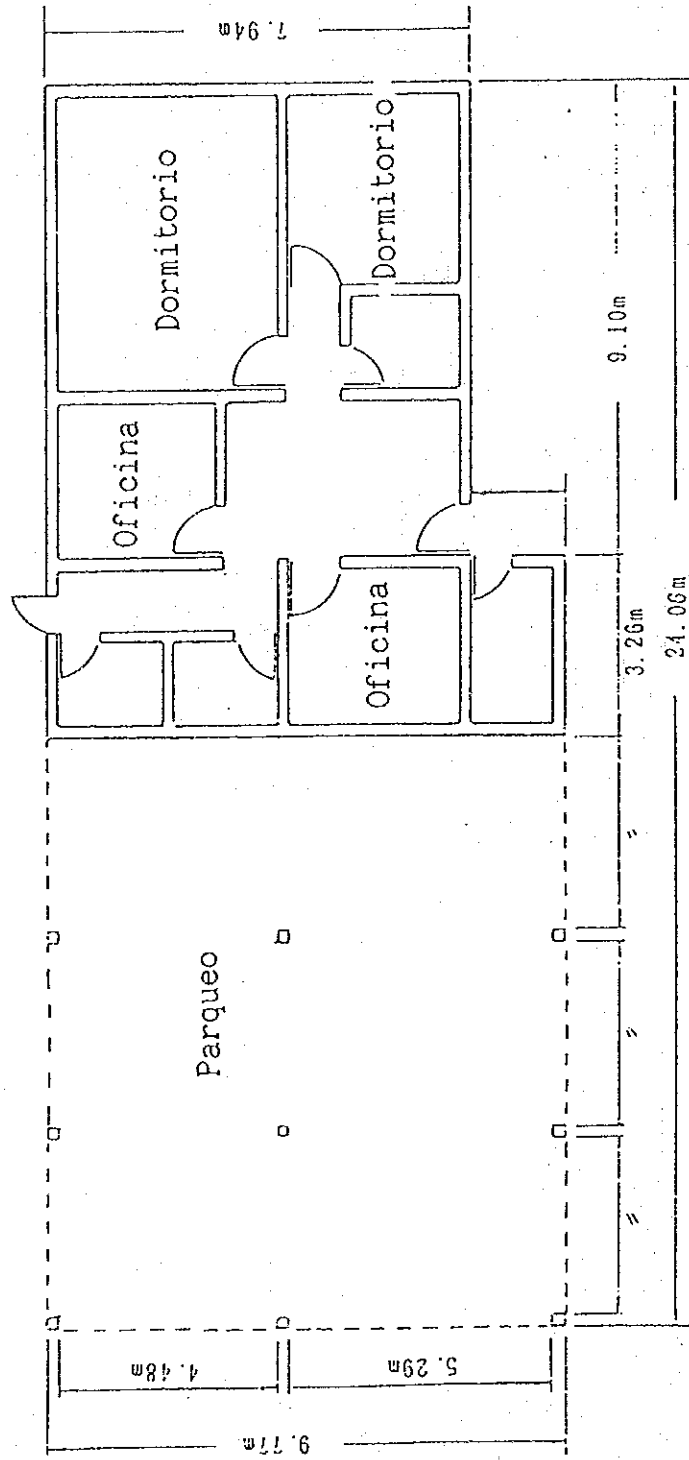 7.94m
Dormitorio
Dormitorio
Oficina
Oficina
Parqueo
9.10m
3.26m
〃
〃
〃
24.06m
4.48m
5.29m
9.77m